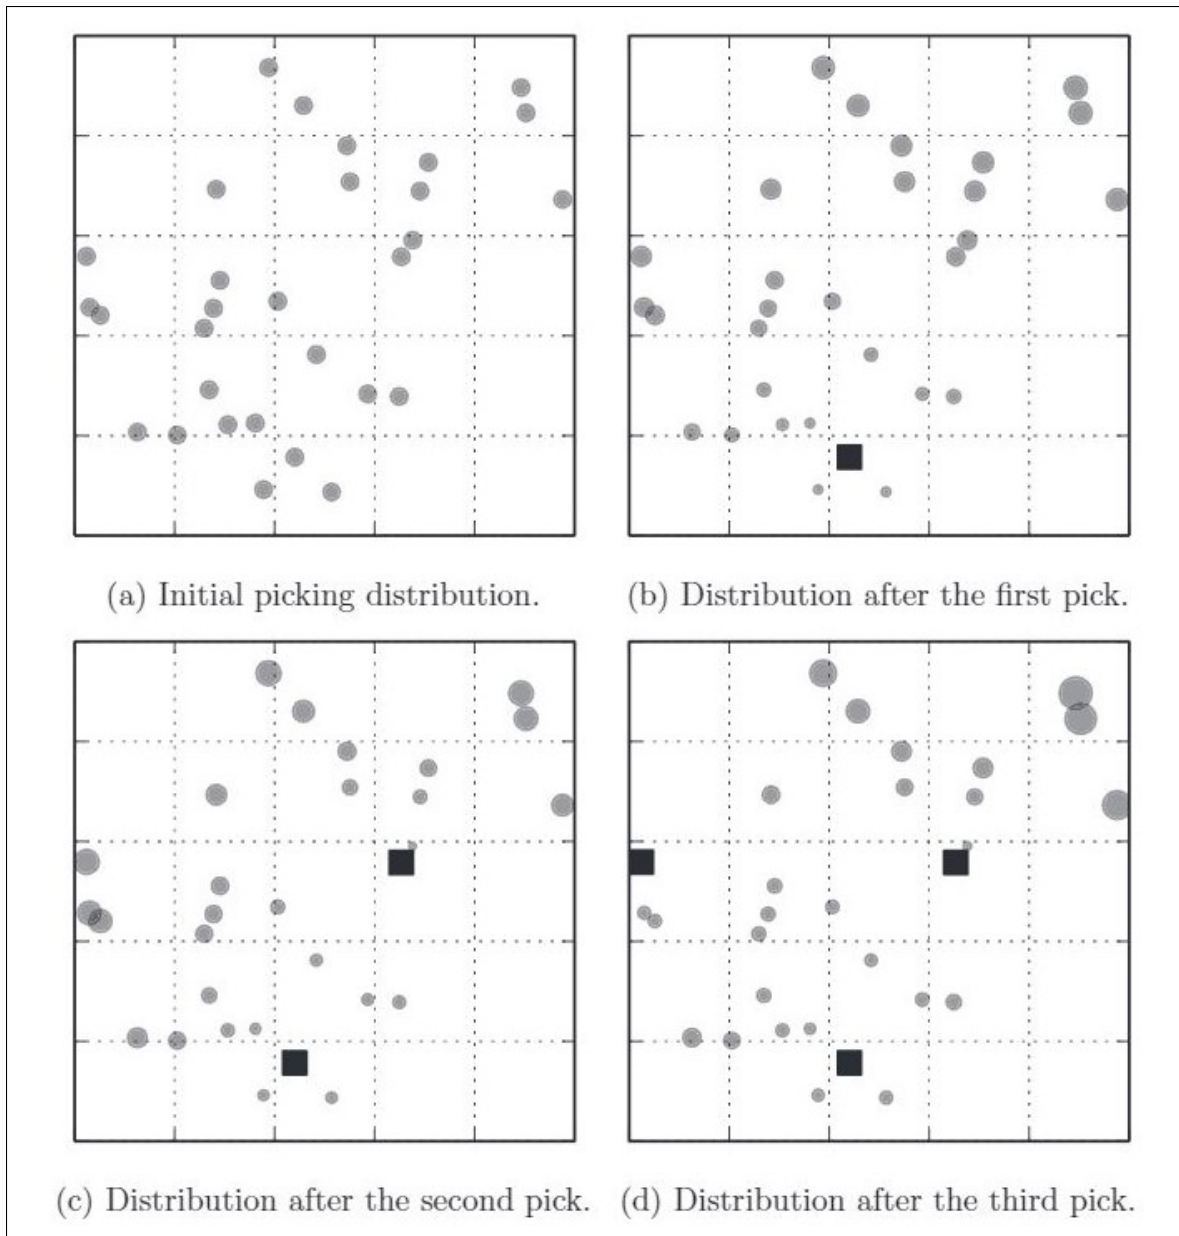 (a) Initial picking distribution.
(b) Distribution after the first pick.
(c) Distribution after the second pick.
(d) Distribution after the third pick.